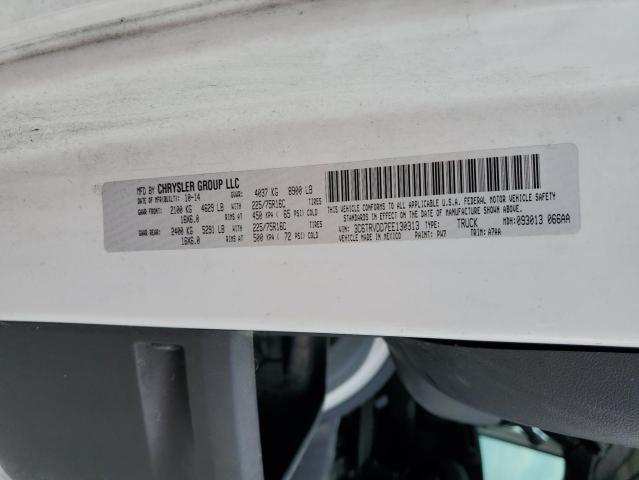 MFD BY CHRYSLER GROUP LLC
DATE OF MFR(BUILT): 10-14 GVWR: 4037 KG 8900 LB
GAWR FRONT: 2100 KG 4629 LB WITH 225/75R16C TIRES
16X6.0 RIMS AT 450 KPA ( 65 PSI) COLD
GAWR REAR: 2400 KG 5291 LB WITH 225/75R16C TIRES
16X6.0 RIMS AT 500 KPA ( 72 PSI) COLD
THIS VEHICLE CONFORMS TO ALL APPLICABLE U.S.A. FEDERAL MOTOR VEHICLE SAFETY
STANDARDS IN EFFECT ON THE DATE OF MANUFACTURE SHOWN ABOVE.
VIN: 3C6TRVDD7EE130313 TYPE: TRUCK MDH: 093013 066AA
VEHICLE MADE IN MEXICO PAINT: PW7 TRIM: A7AA